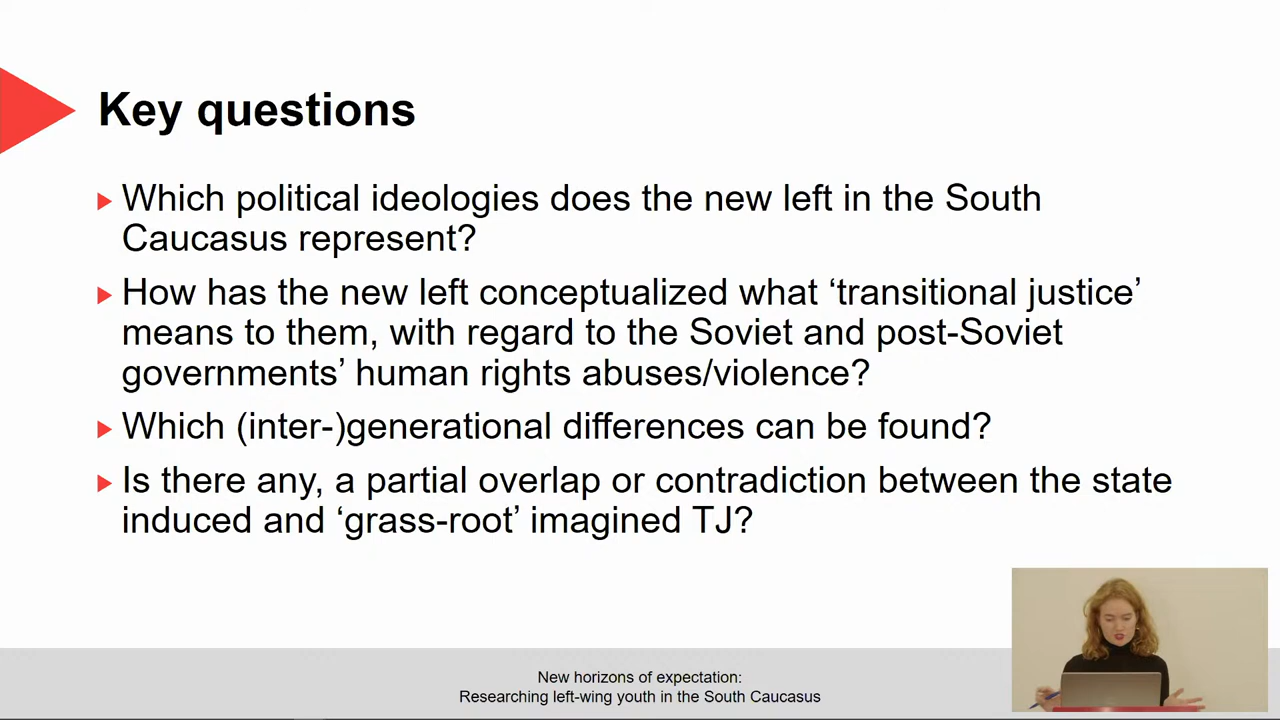 Key questions
Which political ideologies does the new left in the South
Caucasus represent?
How has the new left conceptualized what ‘transitional justice’
means to them, with regard to the Soviet and post-Soviet
governments’ human rights abuses/violence?
Which (inter-)generational differences can be found?
Is there any, a partial overlap or contradiction between the state
induced and ‘grass-root’ imagined TJ?
New horizons of expectation:
Researching left-wing youth in the South Caucasus